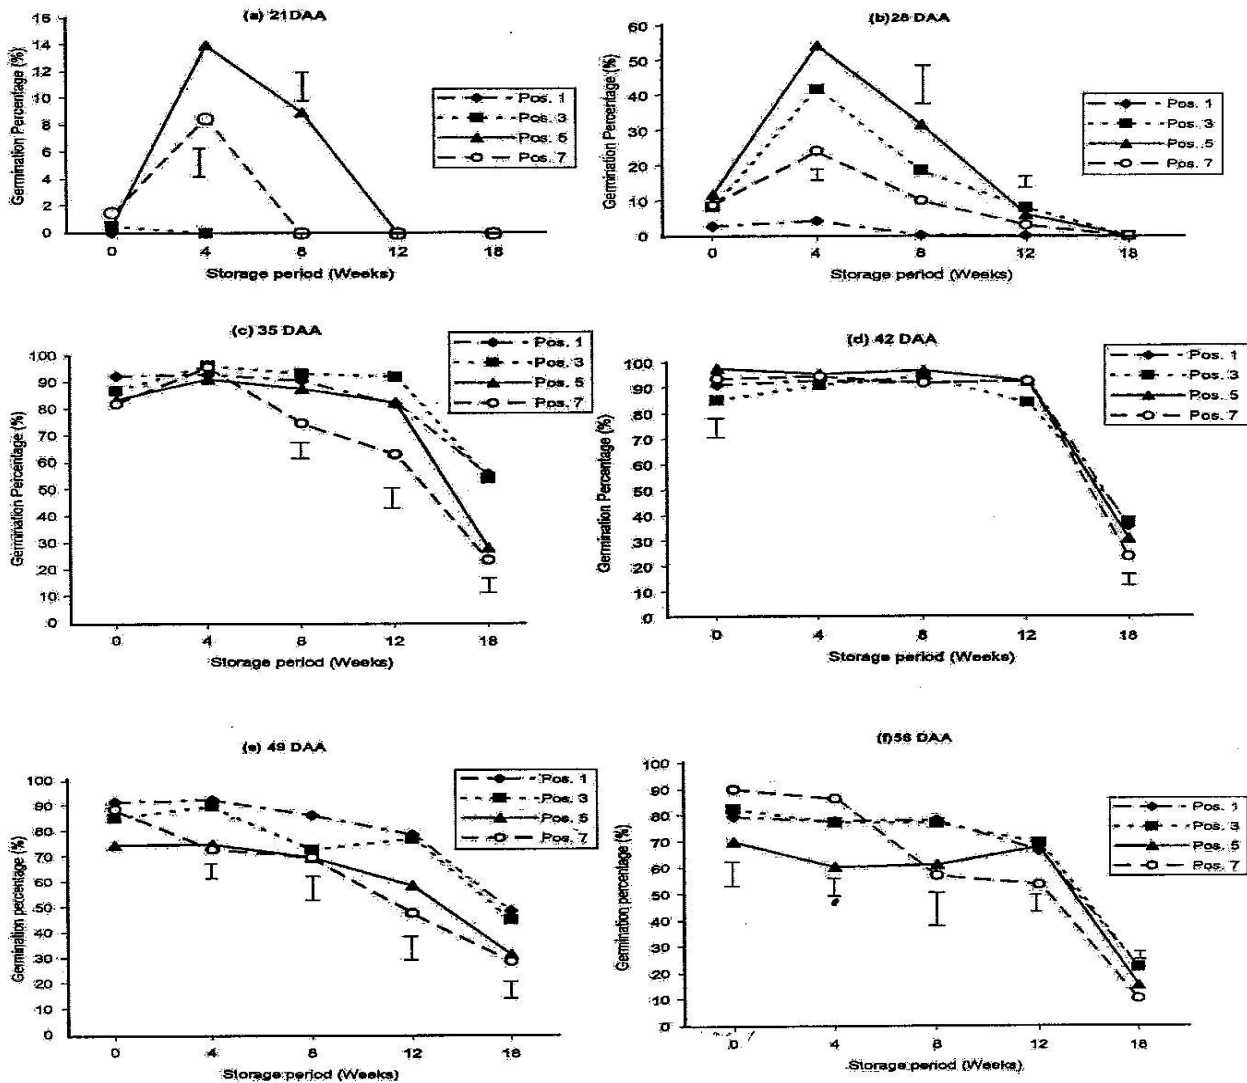 (a) 21DAA
Germination Percentage (%)
16
14
12
10
8
6
4
2
0
0 4 8 12 18
Storage period (Weeks)
Pos. 1
Pos. 3
Pos. 5
Pos. 7
(b)28 DAA
Germination Percentage (%)
60
50
40
30
20
10
0
0 4 8 12 18
Storage period (Weeks)
Pos. 1
Pos. 3
Pos. 5
Pos. 7
(c) 35 DAA
Germination Percentage (%)
100
90
80
70
60
50
40
30
20
10
0
0 4 8 12 18
Storage period (Weeks)
Pos. 1
Pos. 3
Pos. 5
Pos. 7
(d) 42 DAA
Germination Percentage (%)
100
90
80
70
60
50
40
30
20
10
0
0 4 8 12 18
Storage period (Weeks)
Pos. 1
Pos. 3
Pos. 5
Pos. 7
(e) 49 DAA
Germination percentage (%)
100
90
80
70
60
50
40
30
20
10
0
0 4 8 12 18
Storage period (Weeks)
Pos. 1
Pos. 3
Pos. 5
Pos. 7
(f)56 DAA
Germination percentage (%)
100
90
80
70
60
50
40
30
20
10
0
0 4 8 12 18
Storage period (Weeks)
Pos. 1
Pos. 3
Pos. 5
Pos. 7